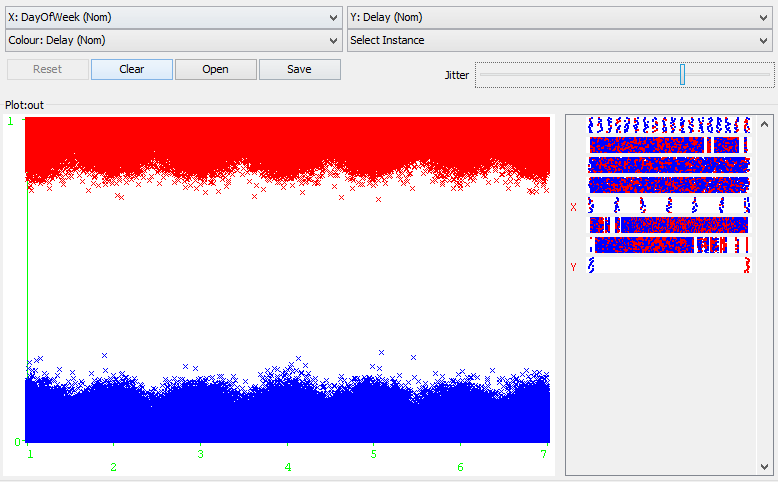 X: DayOfWeek (Nom) Y: Delay (Nom)
Colour: Delay (Nom) Select Instance
Reset Clear Open Save Jitter
Plot:out
1
X
Y
0
1 2 3 4 5 6 7